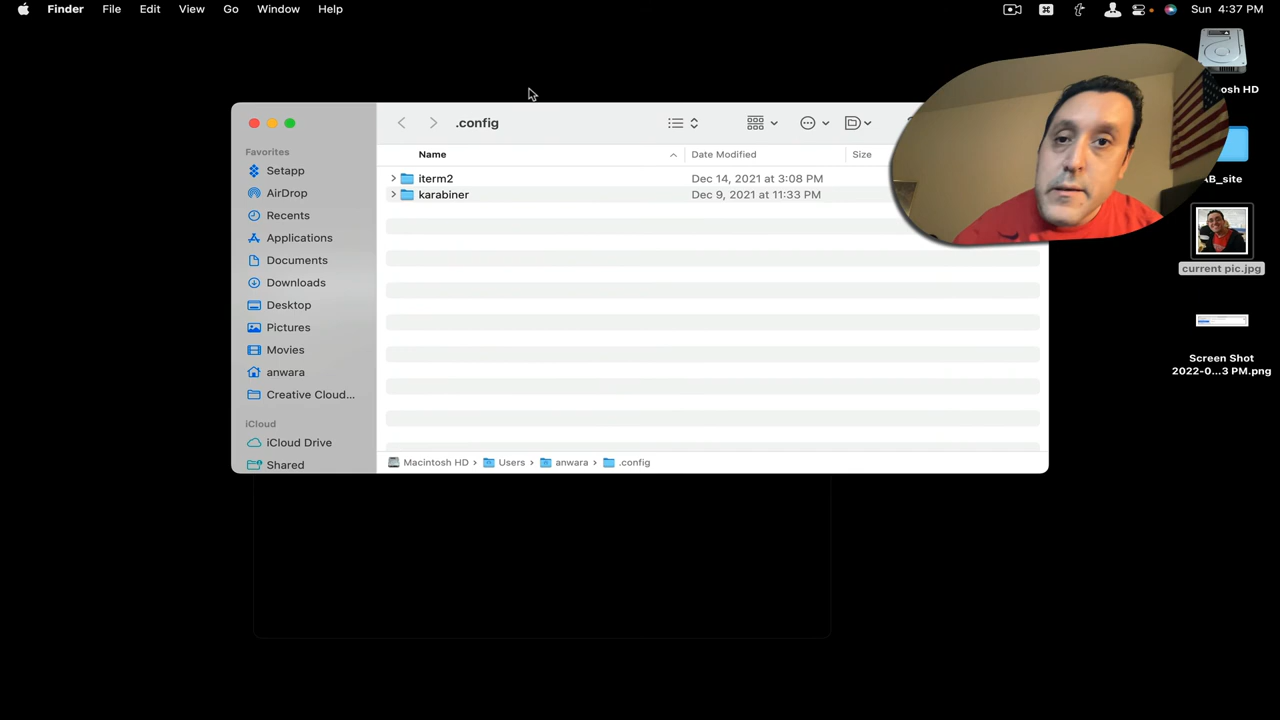 Finder File Edit View Go Window Help Sun 4:37 PM
.config
Favorites
Setapp
AirDrop
Recents
Applications
Documents
Downloads
Desktop
Pictures
Movies
anwara
Creative Cloud...
iCloud
iCloud Drive
Shared
Name Date Modified Size
iterm2 Dec 14, 2021 at 3:08 PM
karabiner Dec 9, 2021 at 11:33 PM
Macintosh HD › Users › anwara › .config
osh HD
AB_site
current pic.jpg
Screen Shot
2022-0...3 PM.png